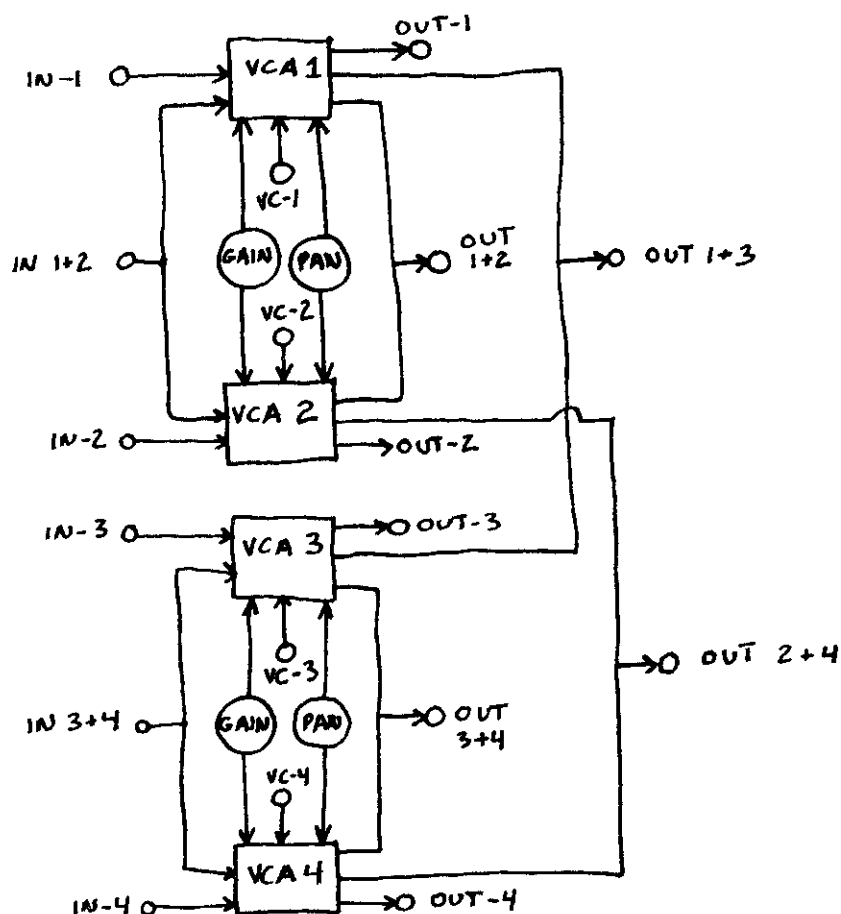 OUT-1
IN-1
VCA 1
VC-1
IN 1+2
GAIN
PAN
OUT
1+2
OUT 1+3
VC-2
VCA 2
IN-2
OUT-2
IN-3
OUT-3
VCA 3
VC-3
OUT 2+4
IN 3+4
GAIN
PAN
OUT
3+4
VC-4
VCA 4
IN-4
OUT-4